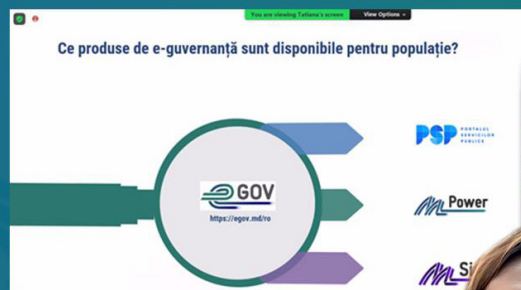 You are viewing Tatiana's screen View Options
Ce produse de e-guvernanță sunt disponibile pentru populație?
PSP PORTALUL SERVICIILOR PUBLICE
eGOV
https://egov.md/ro
Power